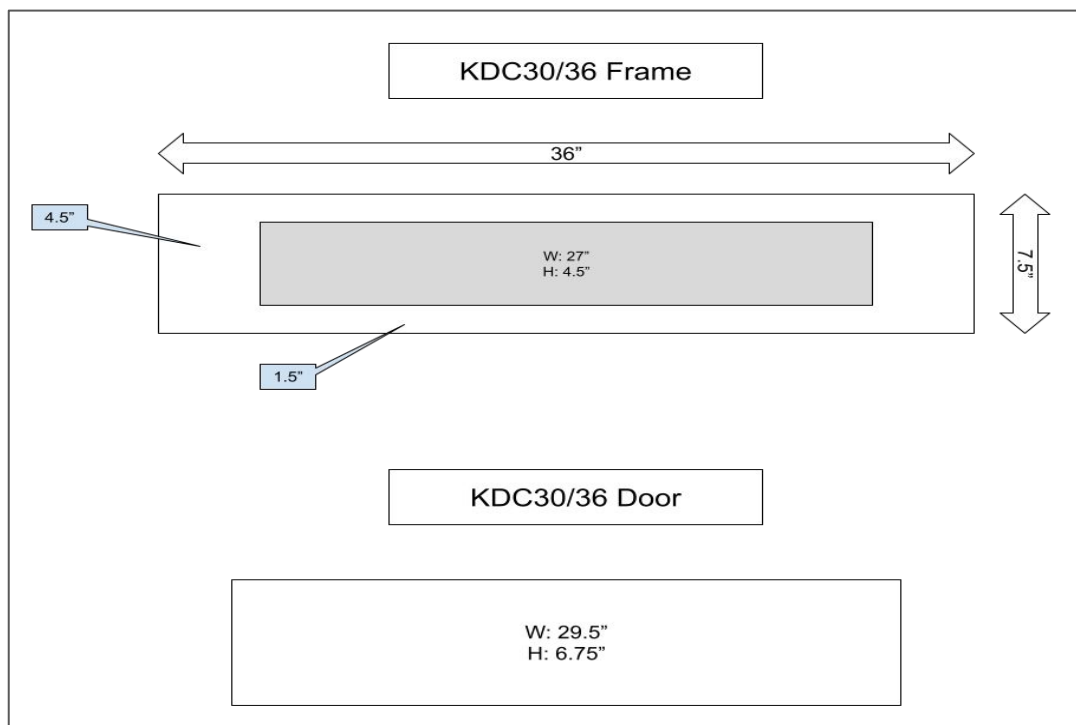 KDC30/36 Frame
36”
4.5”
W: 27”
H: 4.5”
7.5”
1.5”
KDC30/36 Door
W: 29.5”
H: 6.75”